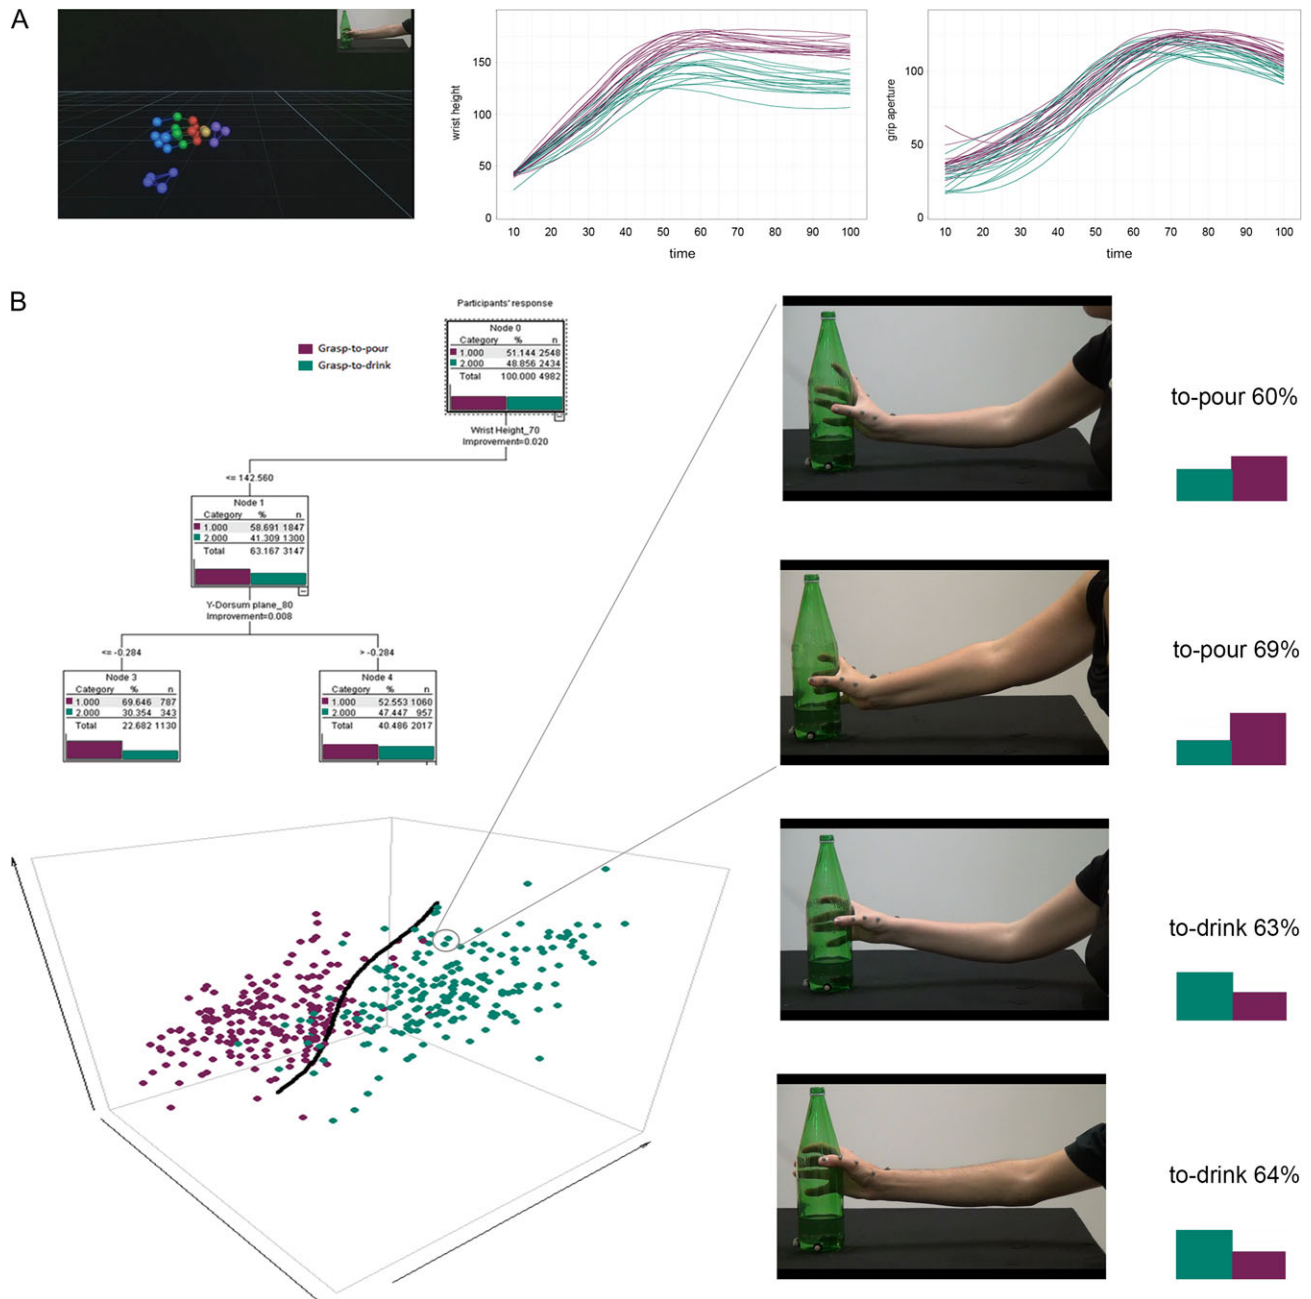 A
wrist height
150
100
50
0
10 20 30 40 50 60 70 80 90 100
time
grip aperture
100
50
0
10 20 30 40 50 60 70 80 90 100
time
B
Participants' response
Grasp-to-pour
Grasp-to-drink
Node 0
Category % n
1.000 51.144 2548
2.000 48.856 2434
Total 100.000 4982
Wrist Height_70
Improvement=0.020
<= 142.560
Node 1
Category % n
1.000 58.691 1847
2.000 41.309 1300
Total 63.167 3147
Y-Dorsum plane_80
Improvement=0.008
<= -0.284
> -0.284
Node 3
Category % n
1.000 69.646 787
2.000 30.354 343
Total 22.682 1130
Node 4
Category % n
1.000 52.553 1060
2.000 47.447 957
Total 40.486 2017
to-pour 60%
to-pour 69%
to-drink 63%
to-drink 64%